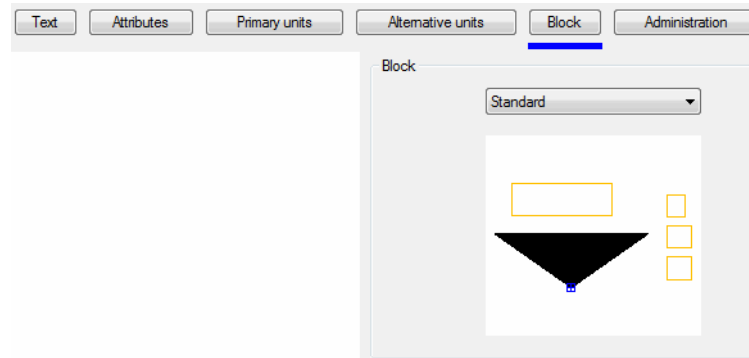 Text Attributes Primary units Alternative units Block Administration
Block
Standard